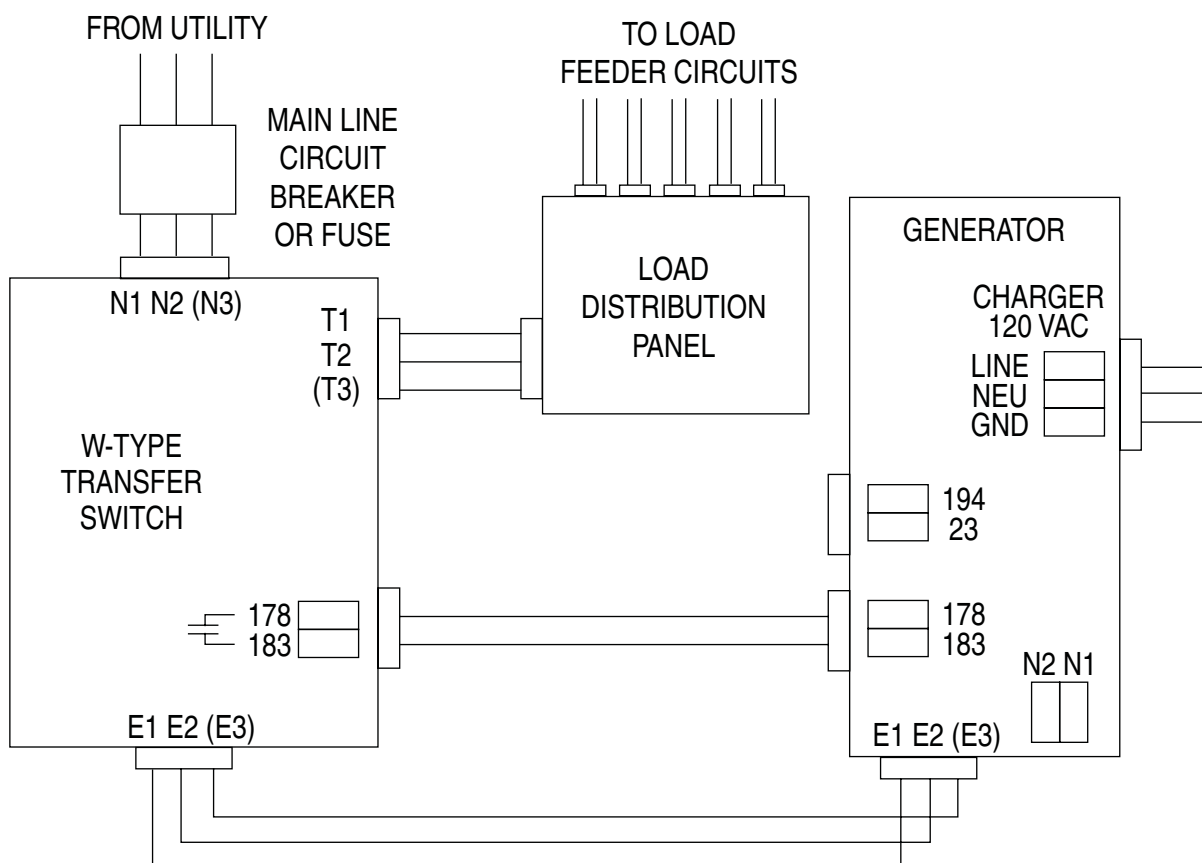 FROM UTILITY
MAIN LINE
CIRCUIT
BREAKER
OR FUSE
TO LOAD
FEEDER CIRCUITS
N1 N2 (N3)
T1
T2
(T3)
W-TYPE
TRANSFER
SWITCH
178
183
E1 E2 (E3)
LOAD
DISTRIBUTION
PANEL
GENERATOR
CHARGER
120 VAC
LINE
NEU
GND
194
23
178
183
N2 N1
E1 E2 (E3)